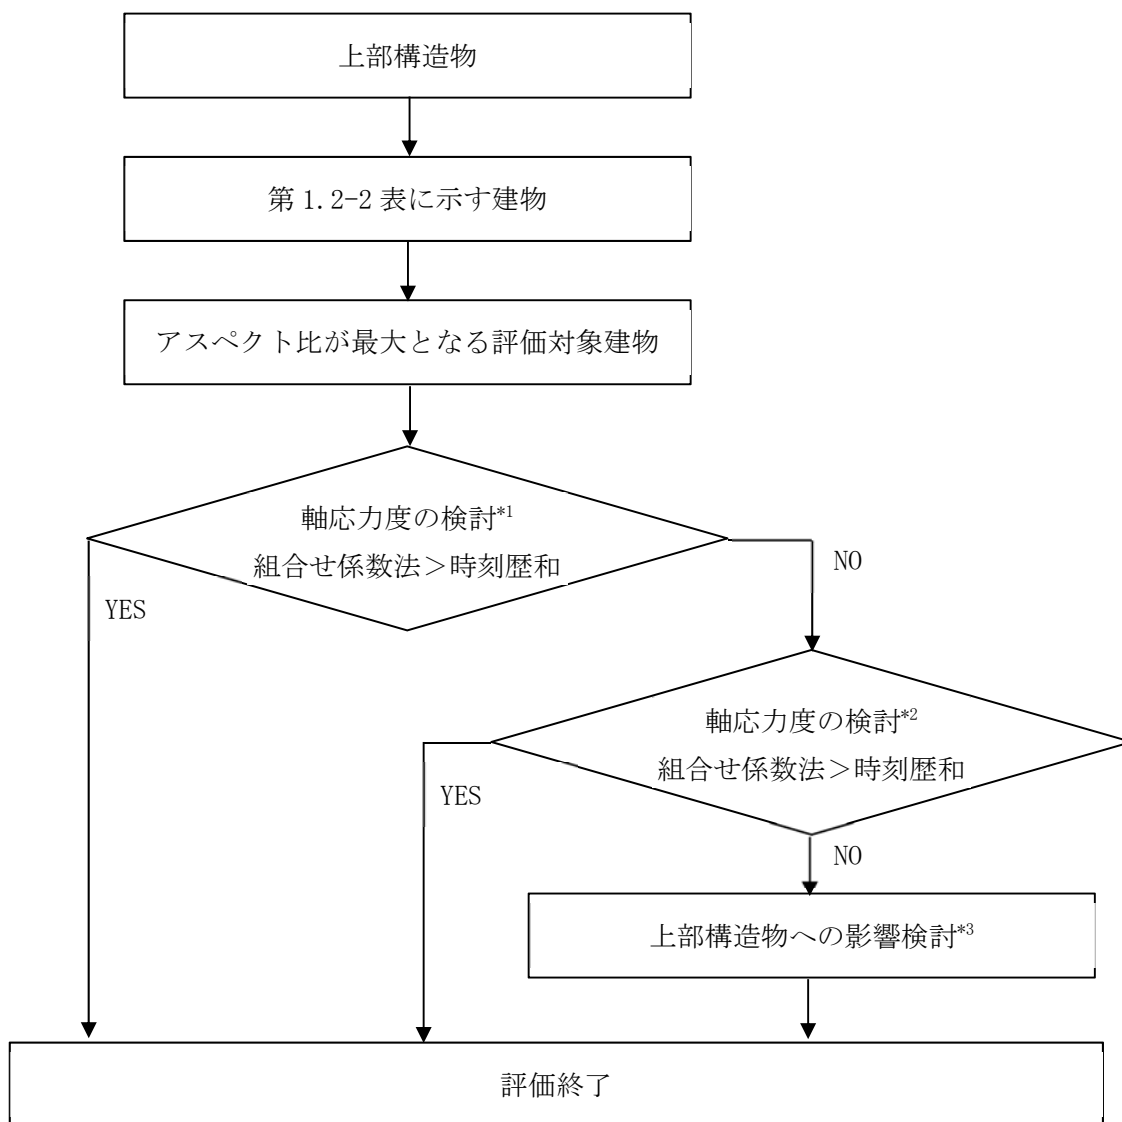 上部構造物
第1.2-2表に示す建物
アスペクト比が最大となる評価対象建物
軸応力度の検討*1
組合せ係数法＞時刻歴和
NO
YES
軸応力度の検討*2
組合せ係数法＞時刻歴和
YES
NO
上部構造物への影響検討*3
評価終了